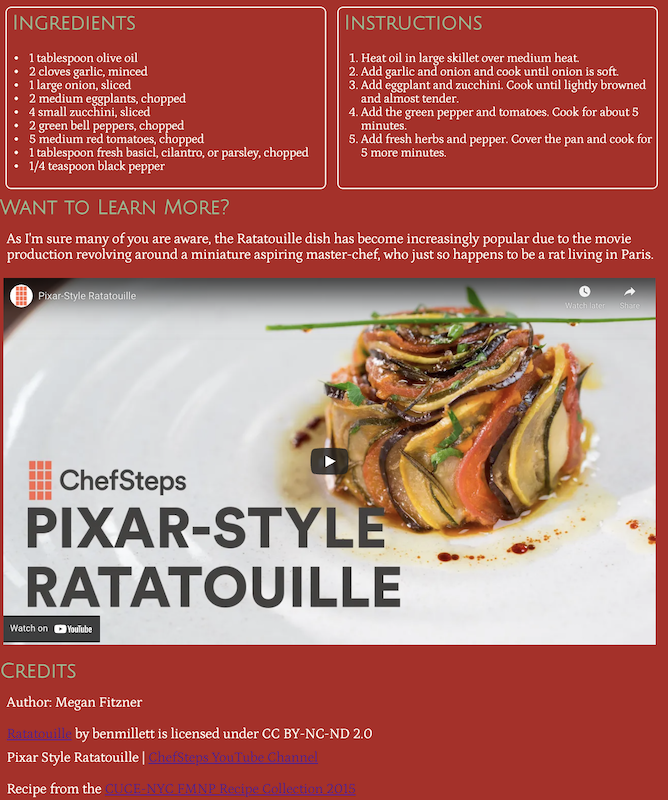 Ingredients
• 1 tablespoon olive oil
• 2 cloves garlic, minced
• 1 large onion, sliced
• 2 medium eggplants, chopped
• 4 small zucchini, sliced
• 2 green bell peppers, chopped
• 5 medium red tomatoes, chopped
• 1 tablespoon fresh basicl, cilantro, or parsley, chopped
• 1/4 teaspoon black pepper
Instructions
1. Heat oil in large skillet over medium heat.
2. Add garlic and onion and cook until onion is soft.
3. Add eggplant and zucchini. Cook until lightly browned
and almost tender.
4. Add the green pepper and tomatoes. Cook for about 5
minutes.
5. Add fresh herbs and pepper. Cover the pan and cook for
5 more minutes.
Want to Learn More?
As I'm sure many of you are aware, the Ratatouille dish has become increasingly popular due to the movie
production revolving around a miniature aspiring master-chef, who just so happens to be a rat living in Paris.
Pixar-Style Ratatouille
Watch later
Share
ChefSteps
PIXAR-STYLE
RATATOUILLE
Watch on YouTube
Credits
Author: Megan Fitzner
Ratatouille by benmillett is licensed under CC BY-NC-ND 2.0
Pixar Style Ratatouille | ChefSteps YouTube Channel
Recipe from the CUCE-NYC FMNP Recipe Collection 2015